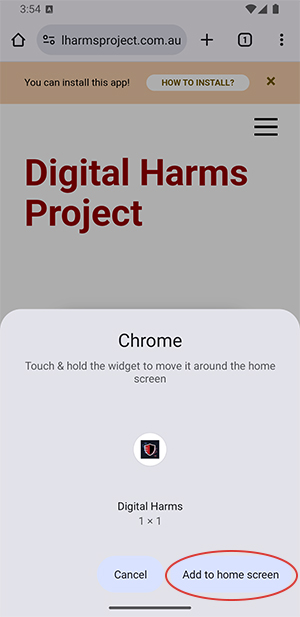 3:54
lharmsproject.com.au
1
You can install this app!
HOW TO INSTALL?
Digital Harms
Project
Chrome
Touch & hold the widget to move it around the home
screen
Digital Harms
1 × 1
Cancel
Add to home screen